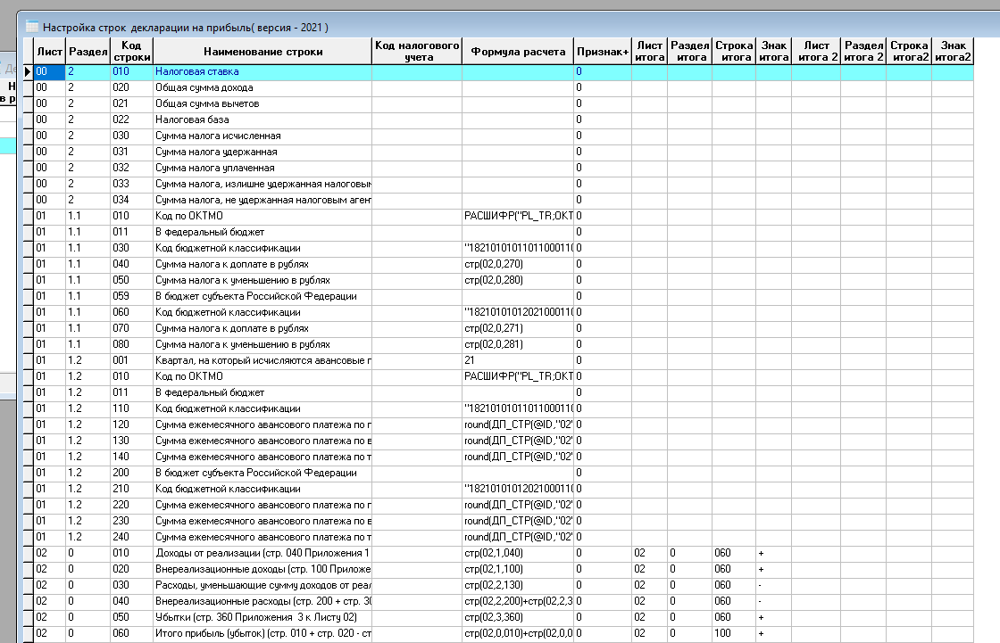 Настройка строк декларации на прибыль( версия - 2021 )
Лист Раздел Код строки Наименование строки Код налогового учета Формула расчета Признак+ Лист итога Раздел итога Строка итога Знак итога Лист итога 2 Раздел итога 2 Строка итога2 Знак итога2
00 2 010 Налоговая ставка 0
00 2 020 Общая сумма дохода 0
00 2 021 Общая сумма вычетов 0
00 2 022 Налоговая база 0
00 2 030 Сумма налога исчисленная 0
00 2 031 Сумма налога удержанная 0
00 2 032 Сумма налога уплаченная 0
00 2 033 Сумма налога, излишне удержанная налоговым 0
00 2 034 Сумма налога, не удержанная налоговым аген 0
01 1.1 010 Код по ОКТМО РАСШИФР("PL_TR;ОКТ 0
01 1.1 011 В федеральный бюджет 0
01 1.1 030 Код бюджетной классификации "1821010101101100011 0
01 1.1 040 Сумма налога к доплате в рублях стр(02,0,270) 0
01 1.1 050 Сумма налога к уменьшению в рублях стр(02,0,280) 0
01 1.1 059 В бюджет субъекта Российской Федерации 0
01 1.1 060 Код бюджетной классификации "1821010101202100011 0
01 1.1 070 Сумма налога к доплате в рублях стр(02,0,271) 0
01 1.1 080 Сумма налога к уменьшению в рублях стр(02,0,281) 0
01 1.2 001 Квартал, на который исчисляются авансовые 21 0
01 1.2 010 Код по ОКТМО РАСШИФР("PL_TR;ОКТ 0
01 1.2 011 В федеральный бюджет 0
01 1.2 110 Код бюджетной классификации "1821010101101100011 0
01 1.2 120 Сумма ежемесячного авансового платежа по round(ДП_СТР(@ID,"02" 0
01 1.2 130 Сумма ежемесячного авансового платежа по в round(ДП_СТР(@ID,"02" 0
01 1.2 140 Сумма ежемесячного авансового платежа по т round(ДП_СТР(@ID,"02" 0
01 1.2 200 В бюджет субъекта Российской Федерации 0
01 1.2 210 Код бюджетной классификации "1821010101202100011 0
01 1.2 220 Сумма ежемесячного авансового платежа по round(ДП_СТР(@ID,"02" 0
01 1.2 230 Сумма ежемесячного авансового платежа по в round(ДП_СТР(@ID,"02" 0
01 1.2 240 Сумма ежемесячного авансового платежа по т round(ДП_СТР(@ID,"02" 0
02 0 010 Доходы от реализации (стр. 040 Приложения 1 стр(02,1,040) 0 02 0 060 +
02 0 020 Внереализационные доходы (стр. 100 Приложе стр(02,1,100) 0 02 0 060 +
02 0 030 Расходы, уменьшающие сумму доходов от реал стр(02,2,130) 0 02 0 060 -
02 0 040 Внереализационные расходы (стр. 200 + стр. 30 стр(02,2,200)+стр(02,2,3 0 02 0 060 -
02 0 050 Убытки (стр. 360 Приложения 3 к Листу 02) стр(02,3,360) 0 02 0 060 +
02 0 060 Итого прибыль (убыток) (стр. 010 + стр. 020 - ст стр(02,0,010)+стр(02,0,0 0 02 0 100 +